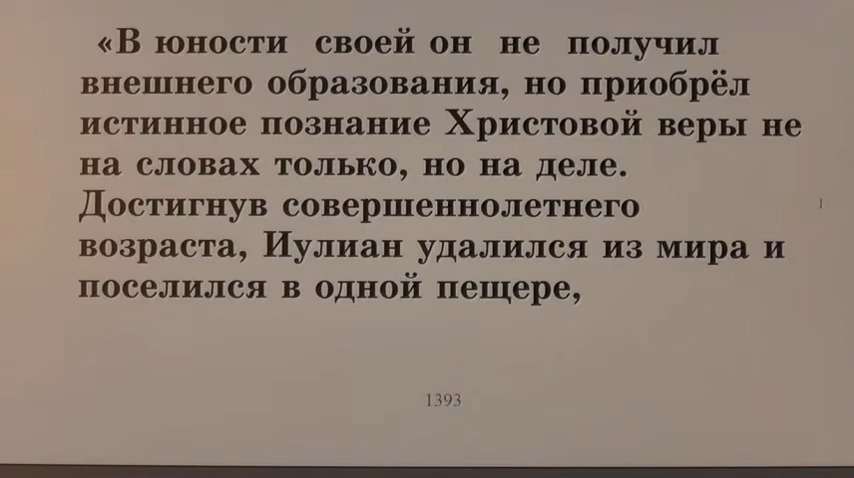 «В юности своей он не получил
внешнего образования, но приобрёл
истинное познание Христовой веры не
на словах только, но на деле.
Достигнув совершеннолетнего
возраста, Иулиан удалился из мира и
поселился в одной пещере,
1393